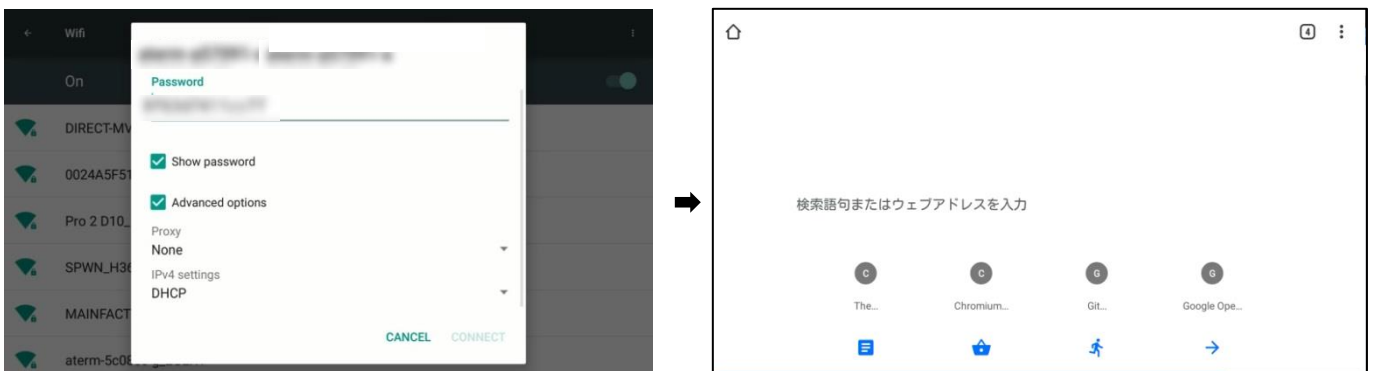 Wifi
On
Password
DIRECT-MV
Show password
0024A5F51
Advanced options
Pro 2 D10_
Proxy
None
SPWN_H36
IPv4 settings
DHCP
MAINFACT
CANCEL CONNECT
4
検索語句またはウェブアドレスを入力
C C G G
The... Chromium... Git... Google Ope...